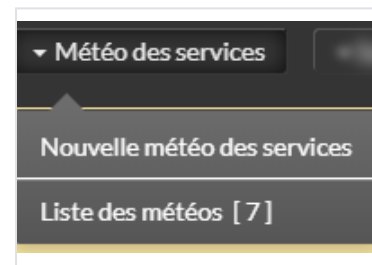 Météo des services
Nouvelle météo des services
Liste des météos [ 7 ]